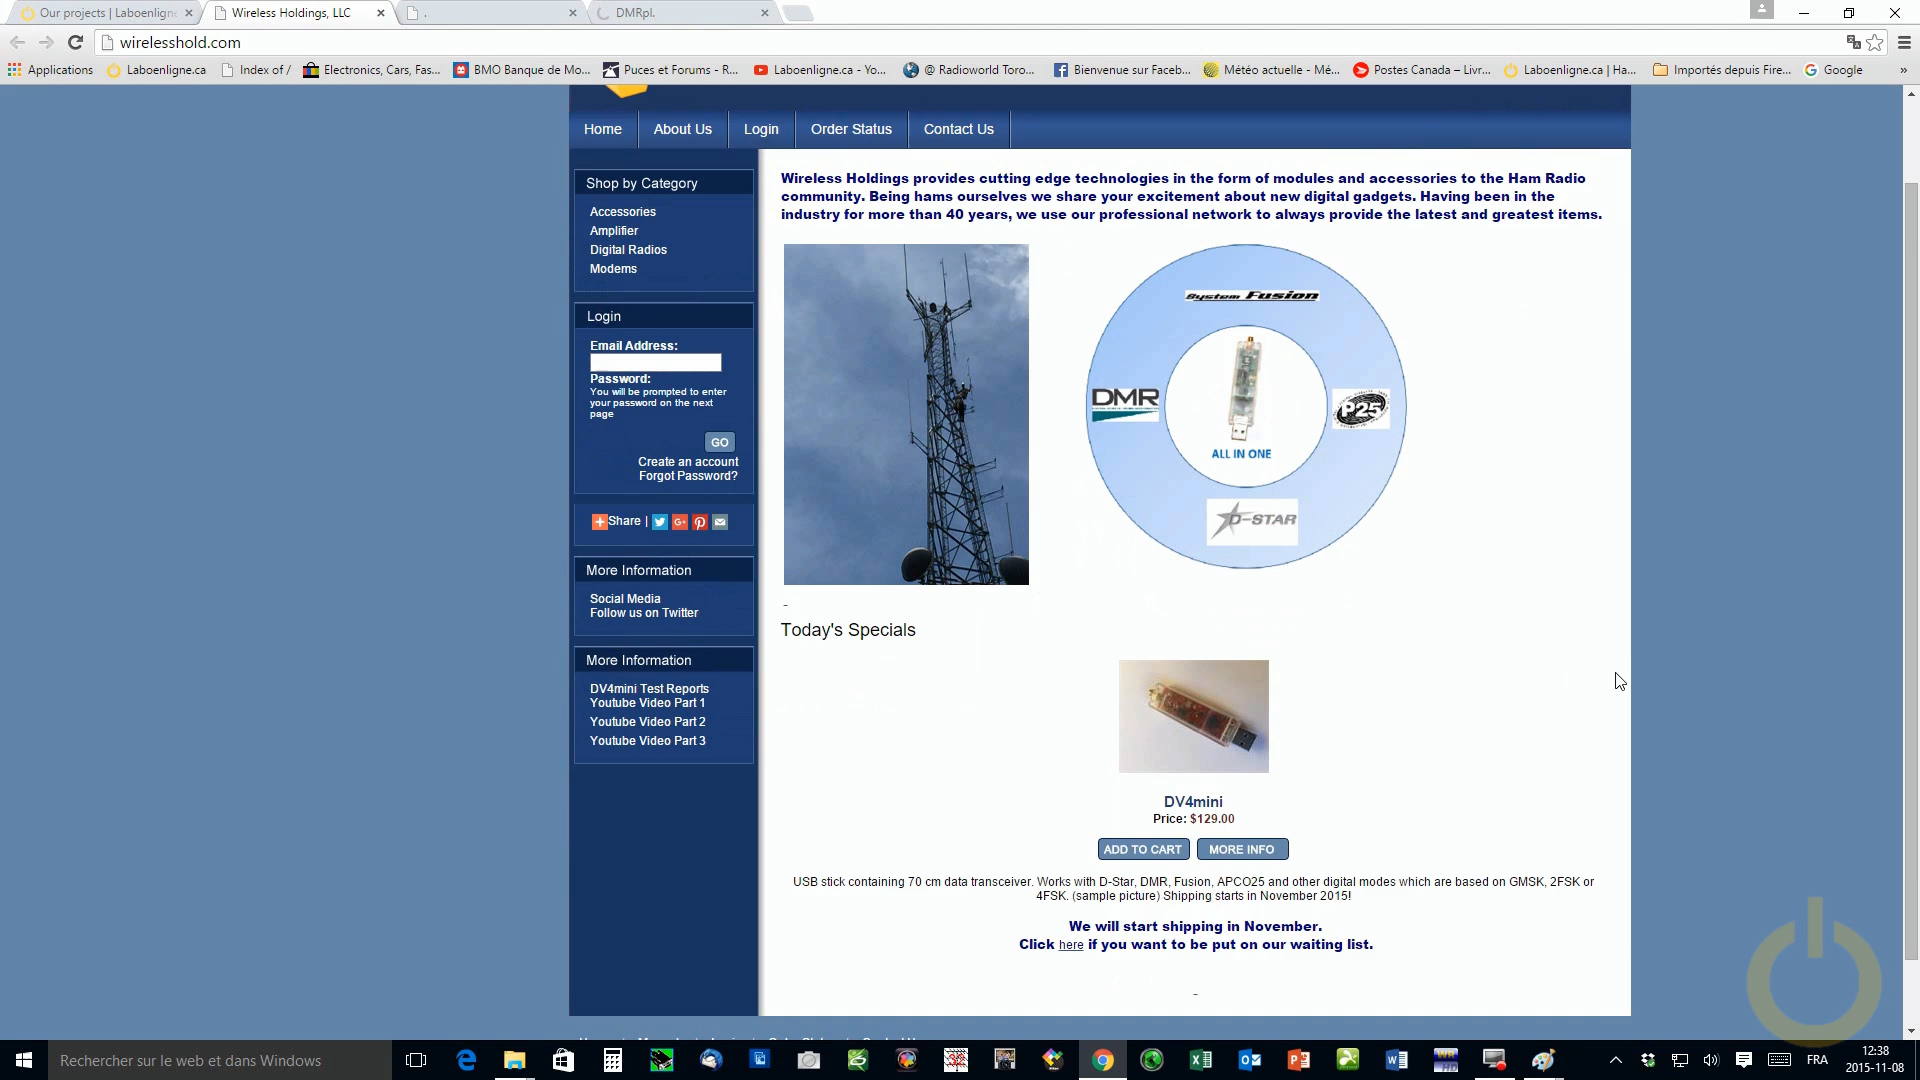 Our projects | Laboenlign
Wireless Holdings, LLC
.
DMRpl.
wirelesshold.com
Applications
Laboenligne.ca
Index of /
Electronics, Cars, Fas...
BMO Banque de Mo...
Puces et Forums - R...
Laboenligne.ca - Yo...
@ Radioworld Toro...
Bienvenue sur Faceb...
Météo actuelle - Mé...
Postes Canada – Livr...
Laboenligne.ca | Ha...
Importés depuis Fire...
Google
»
Home
About Us
Login
Order Status
Contact Us
Shop by Category
Accessories
Amplifier
Digital Radios
Modems
Login
Email Address:
Password:
You will be prompted to enter
your password on the next
page
GO
Create an account
Forgot Password?
Share |
More Information
Social Media
Follow us on Twitter
More Information
DV4mini Test Reports
Youtube Video Part 1
Youtube Video Part 2
Youtube Video Part 3
Wireless Holdings provides cutting edge technologies in the form of modules and accessories to the Ham Radio
community. Being hams ourselves we share your excitement about new digital gadgets. Having been in the
industry for more than 40 years, we use our professional network to always provide the latest and greatest items.
System Fusion
DMR
P25
ALL IN ONE
D-STAR
-
Today's Specials
DV4mini
Price: $129.00
ADD TO CART
MORE INFO
USB stick containing 70 cm data transceiver. Works with D-Star, DMR, Fusion, APCO25 and other digital modes which are based on GMSK, 2FSK or
4FSK. (sample picture) Shipping starts in November 2015!
We will start shipping in November.
Click here if you want to be put on our waiting list.
-
Rechercher sur le web et dans Windows
FRA
12:38
2015-11-08